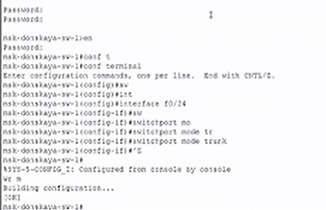 Password:
Password:
msk-donskaya-sw-1>en
Password:
msk-donskaya-sw-1#conf t
msk-donskaya-sw-1#conf terminal
Enter configuration commands, one per line. End with CNTL/Z.
msk-donskaya-sw-1(config)#sw
msk-donskaya-sw-1(config)#int
msk-donskaya-sw-1(config)#interface f0/24
msk-donskaya-sw-1(config-if)#sw
msk-donskaya-sw-1(config-if)#switchport mo
msk-donskaya-sw-1(config-if)#switchport mode tr
msk-donskaya-sw-1(config-if)#switchport mode trunk
msk-donskaya-sw-1(config-if)#^Z
msk-donskaya-sw-1#
%SYS-5-CONFIG_I: Configured from console by console
wr m
Building configuration...
[OK]
msk-donskaya-sw-1#